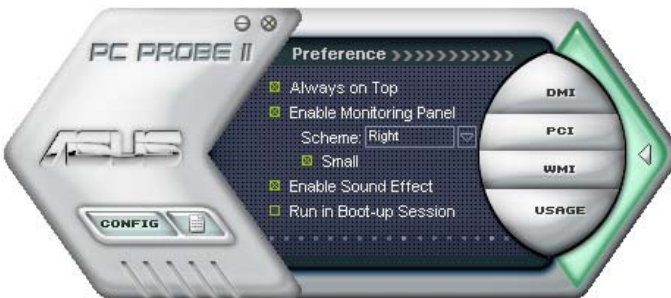 PC PROBE II
Preference
Always on Top
Enable Monitoring Panel
Scheme: Right
Small
Enable Sound Effect
Run in Boot-up Session
ASUS
CONFIG
DMI
PCI
WMI
USAGE